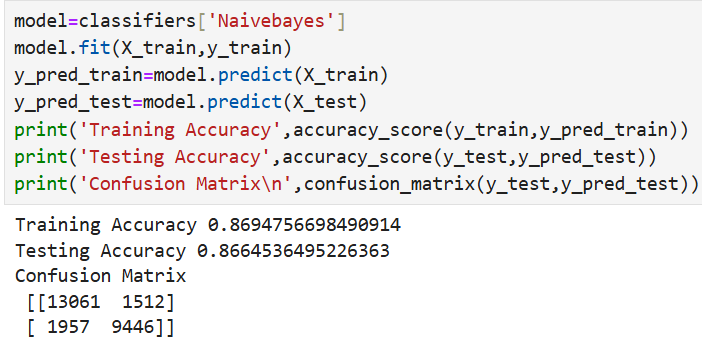 model=classifiers['Naivebayes']
model.fit(X_train,y_train)
y_pred_train=model.predict(X_train)
y_pred_test=model.predict(X_test)
print('Training Accuracy',accuracy_score(y_train,y_pred_train))
print('Testing Accuracy',accuracy_score(y_test,y_pred_test))
print('Confusion Matrix\n',confusion_matrix(y_test,y_pred_test))
Training Accuracy 0.8694756698490914
Testing Accuracy 0.8664536495226363
Confusion Matrix
 [[13061  1512]
 [ 1957  9446]]